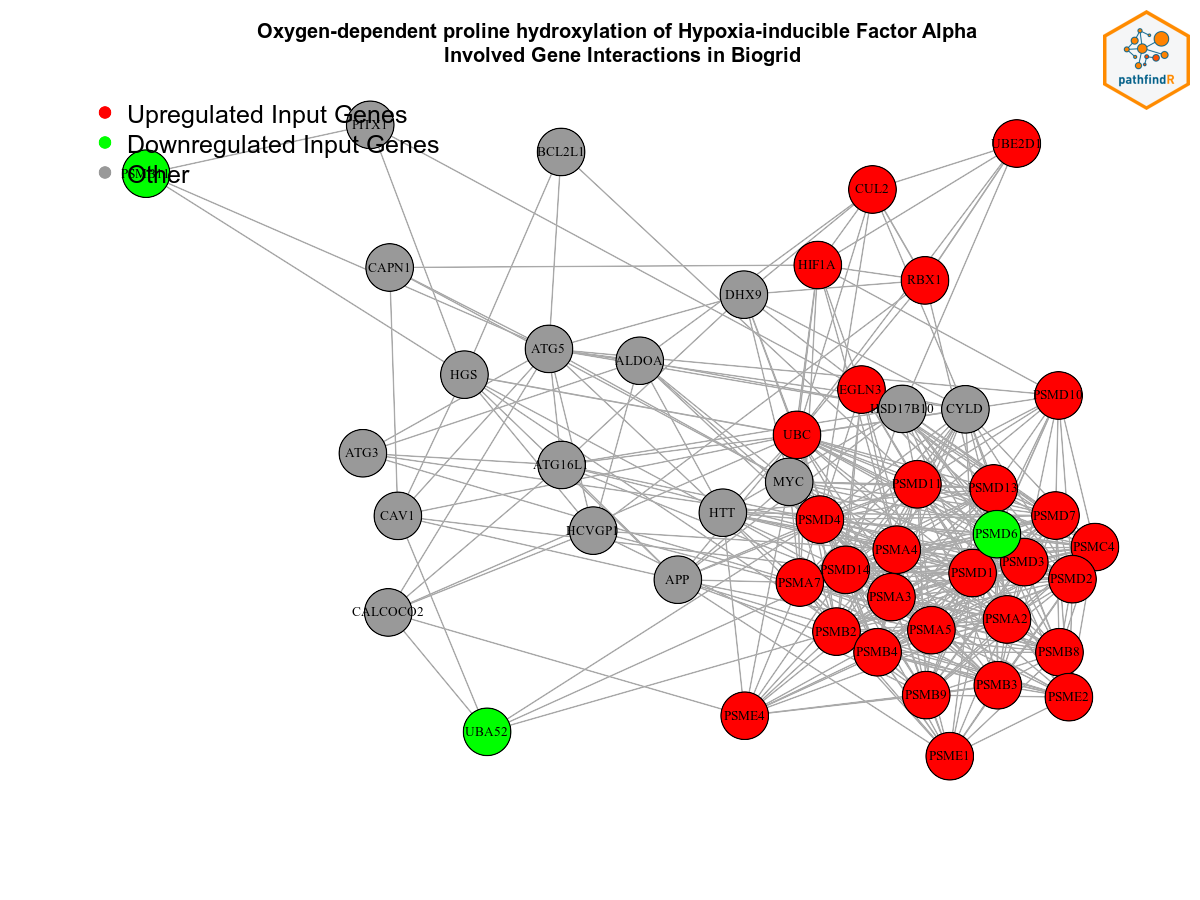 Oxygen-dependent proline hydroxylation of Hypoxia-inducible Factor Alpha
Involved Gene Interactions in Biogrid
pathfindR
Upregulated Input Genes
Downregulated Input Genes
Other
PITX1
BCL2L1
UBE2D1
CUL2
CAPN1
HIF1A
RBX1
DHX9
ATG5
ALDOA
HGS
EGLN3
HSD17B10
CYLD
PSMD10
UBC
ATG3
ATG16L1
MYC
PSMD11
PSMD13
CAV1
HCVGP1
HTT
PSMD4
PSMD7
PSMD6
PSMC4
PSMA4
PSMD3
PSMD14
PSMD1
PSMD2
APP
PSMA7
PSMA3
CALCOCO2
PSMA2
PSMB2
PSMA5
PSMB4
PSMB8
PSMB3
PSMB9
PSME2
UBA52
PSME4
PSME1